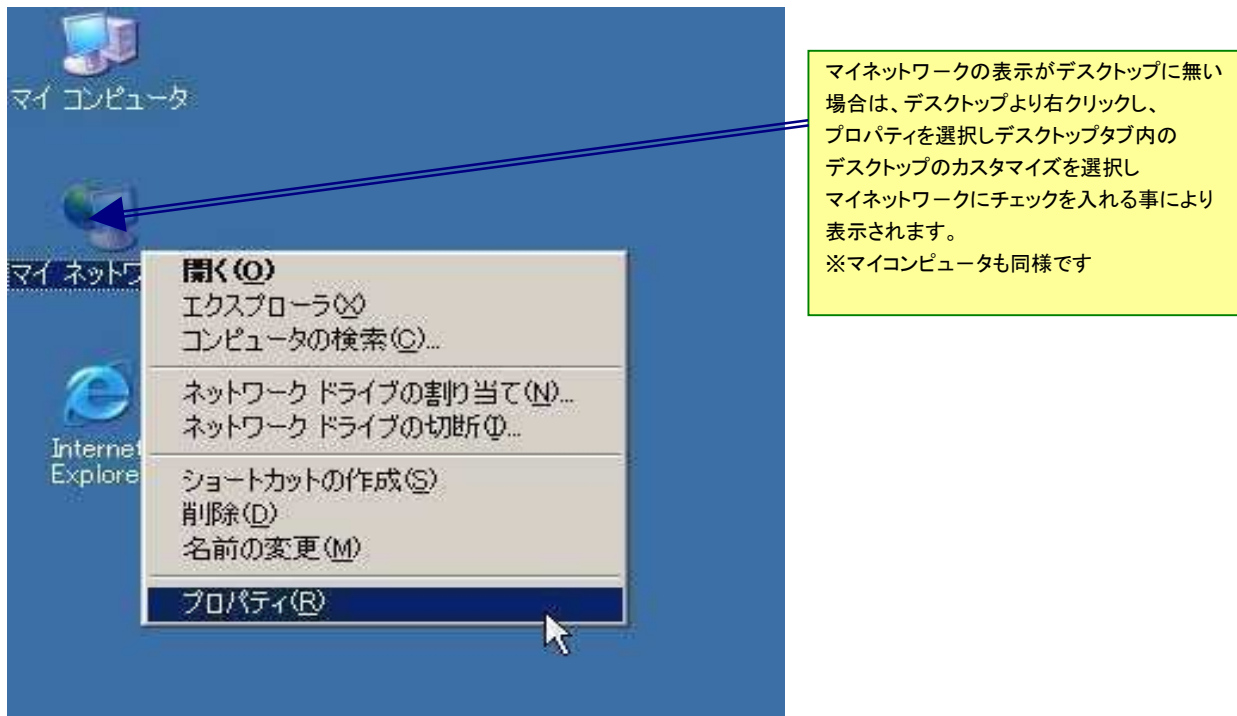 マイ コンピュータ
マイネットワークの表示がデスクトップに無い
場合は、デスクトップより右クリックし、
プロパティを選択しデスクトップタブ内の
デスクトップのカスタマイズを選択し
マイネットワークにチェックを入れる事により
表示されます。
※マイコンピュータも同様です
マイ ネットワ
開く(O)
エクスプローラ(X)
コンピュータの検索(C)...
ネットワーク ドライブの割り当て(N)...
ネットワーク ドライブの切断(I)...
Internet
Explore
ショートカットの作成(S)
削除(D)
名前の変更(M)
プロパティ(R)